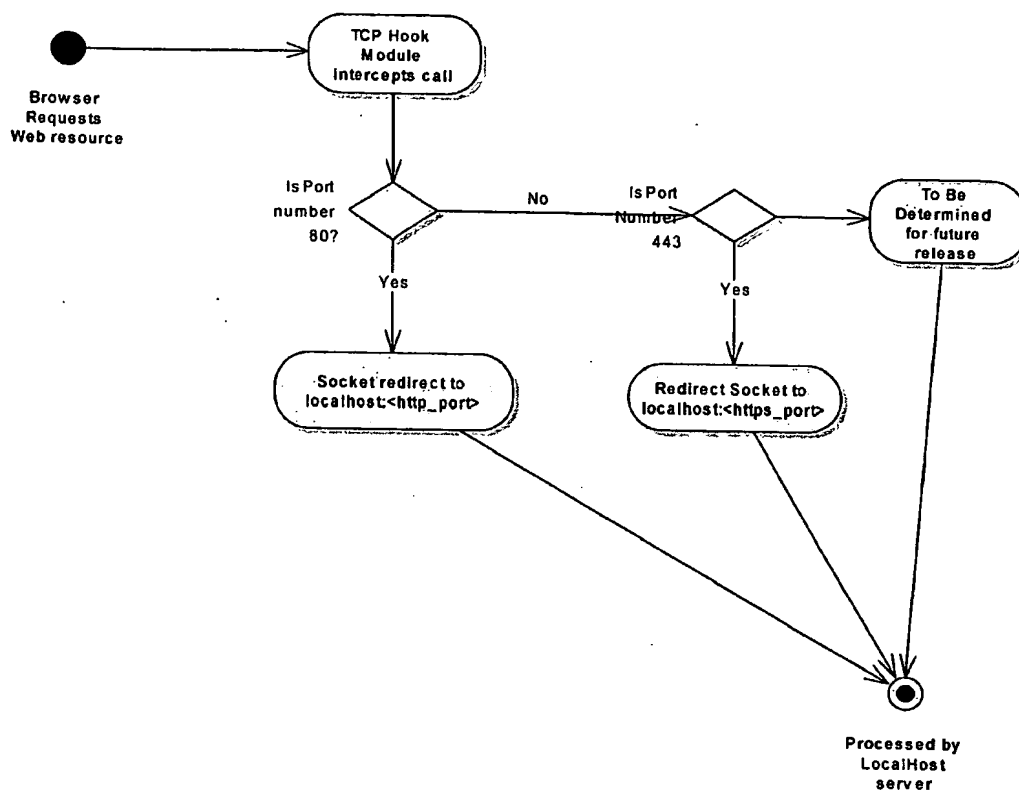 TCP Hook
Module
intercepts call
Browser
Requests
Web resource
Is Port
number
80?
No
Is Port
Number
443
To Be
Determined
for future
release
Yes
Yes
Socket redirect to
localhost:<http_port>
Redirect Socket to
localhost:<https_port>
Processed by
LocalHost
server